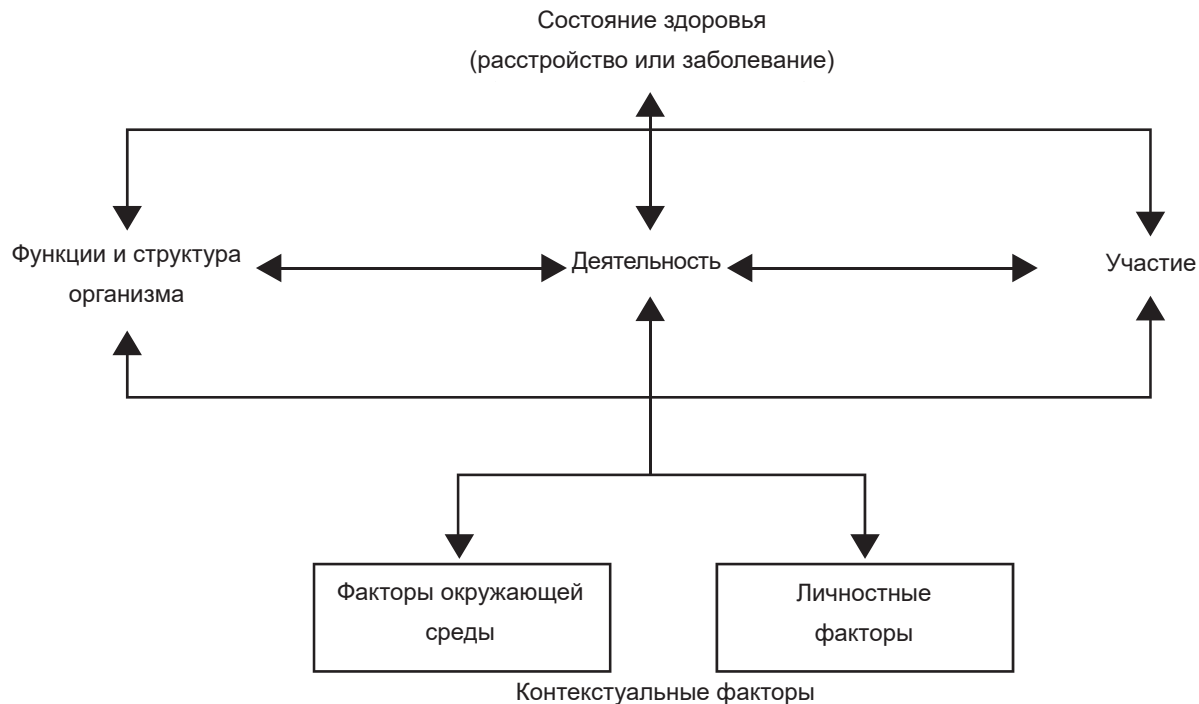 Состояние здоровья
(расстройство или заболевание)
Функции и структура
организма
Деятельность
Участие
Факторы окружающей
среды
Личностные
факторы
Контекстуальные факторы